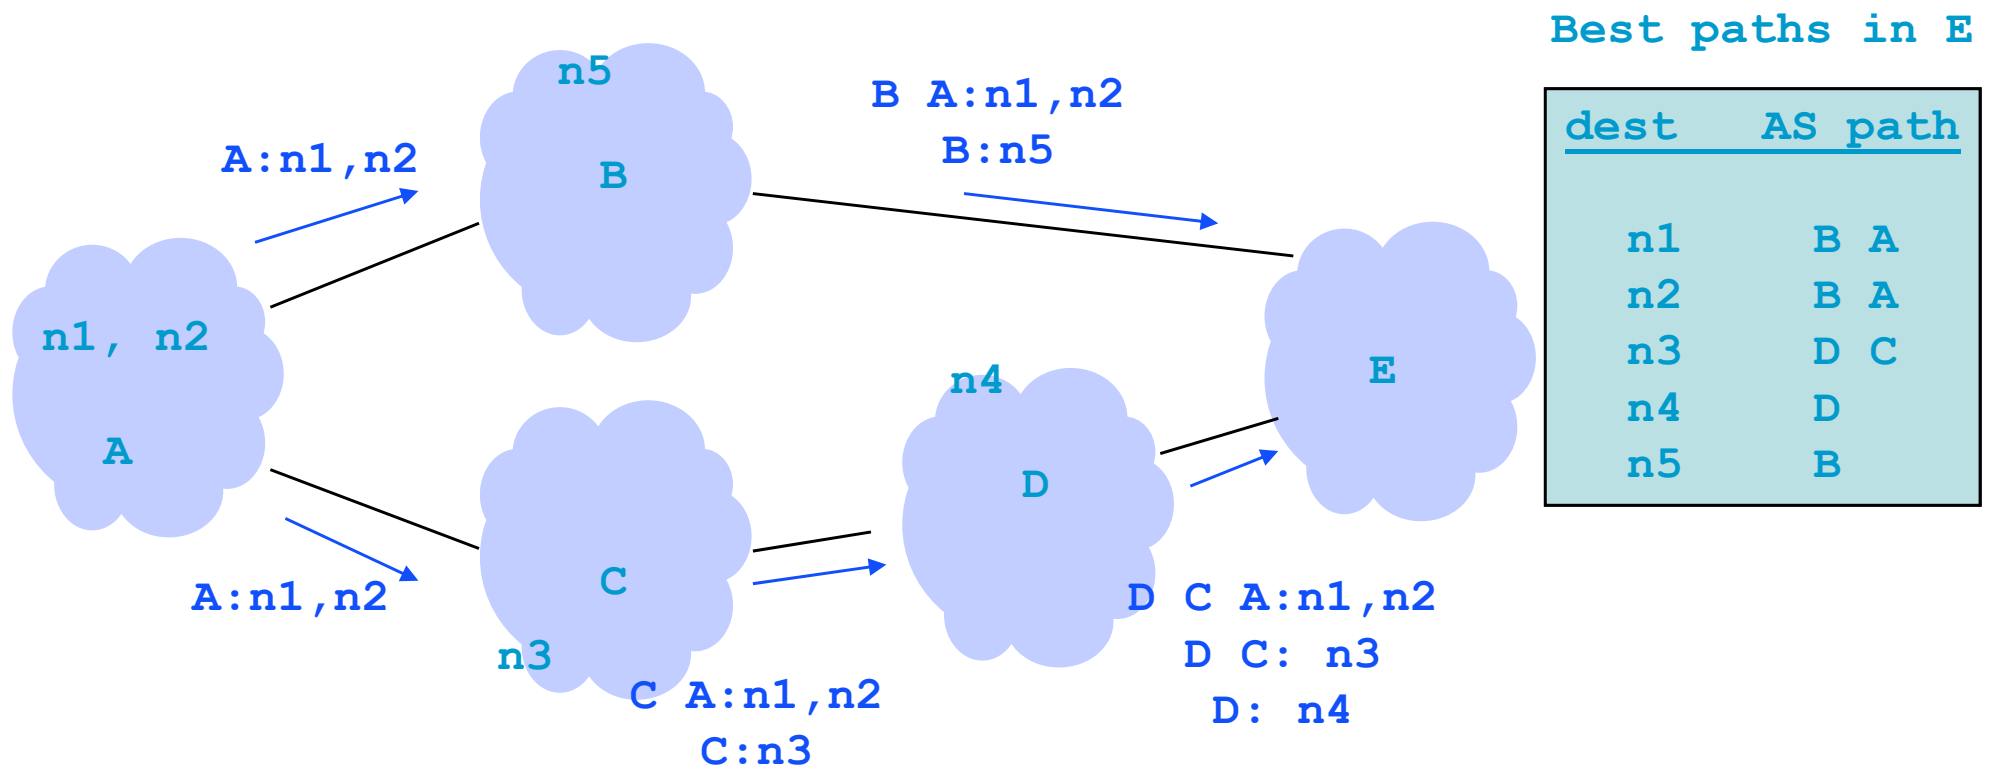 Best paths in E
n5
B A:n1,n2
B:n5
dest AS path
A:n1,n2
B
n1 B A
n2 B A
n3 D C
n4 D
n5 B
n1, n2
A
n4
E
D
C
A:n1,n2
n3
C A:n1,n2
C:n3
D C A:n1,n2
D C: n3
D: n4